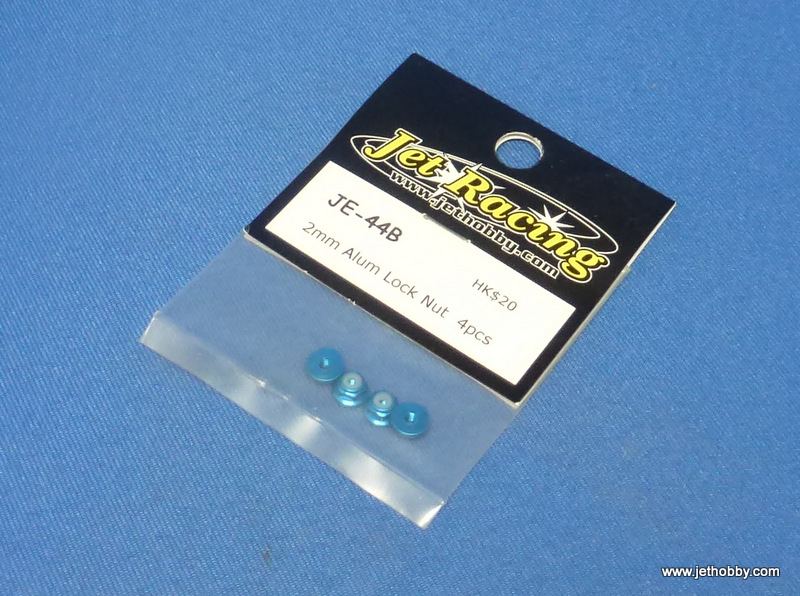 Jet Racing
www.jethobby.com
JE-44B
HK$20
2mm Alum Lock Nut 4pcs
www.jethobby.com